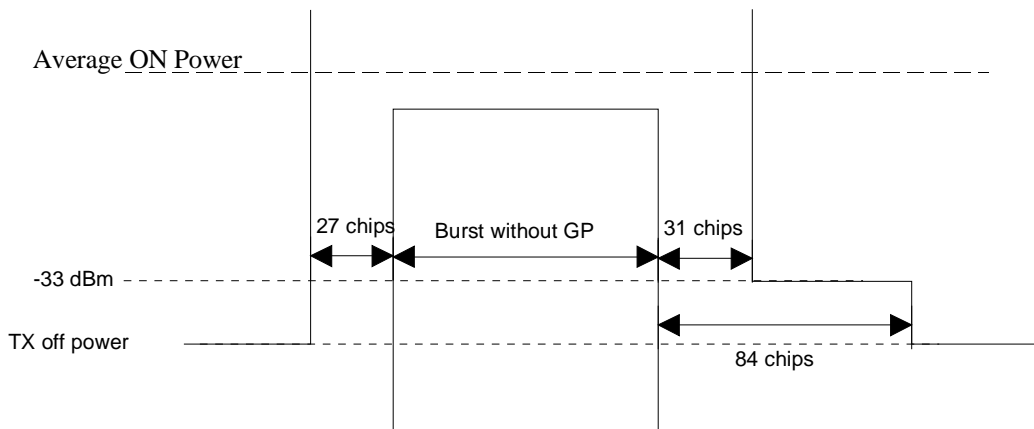 Average ON Power
27 chips
Burst without GP
31 chips
-33 dBm
TX off power
84 chips